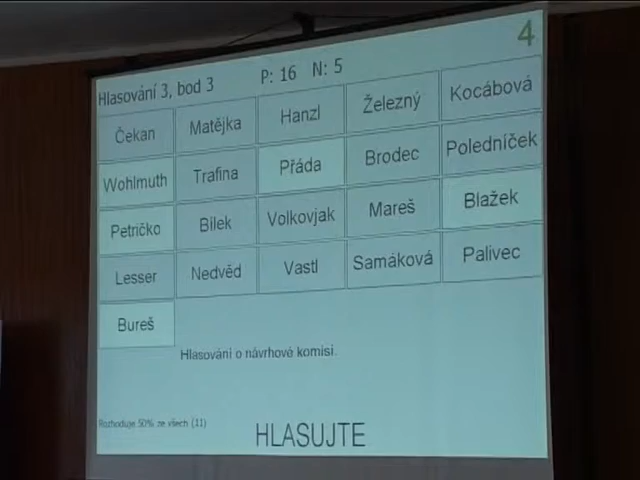 4
Hlasování 3, bod 3 P: 16 N: 5
Čekan Matějka Hanzl Železný Kocábová
Wohlmuth Trafina Přáda Brodec Poledníček
Petričko Bílek Volkovjak Mareš Blažek
Lesser Nedvěd Vastl Samáková Palivec
Bureš
Hlasování o návrhové komisi.
Rozhoduje 50% ze všech (11)
HLASUJTE